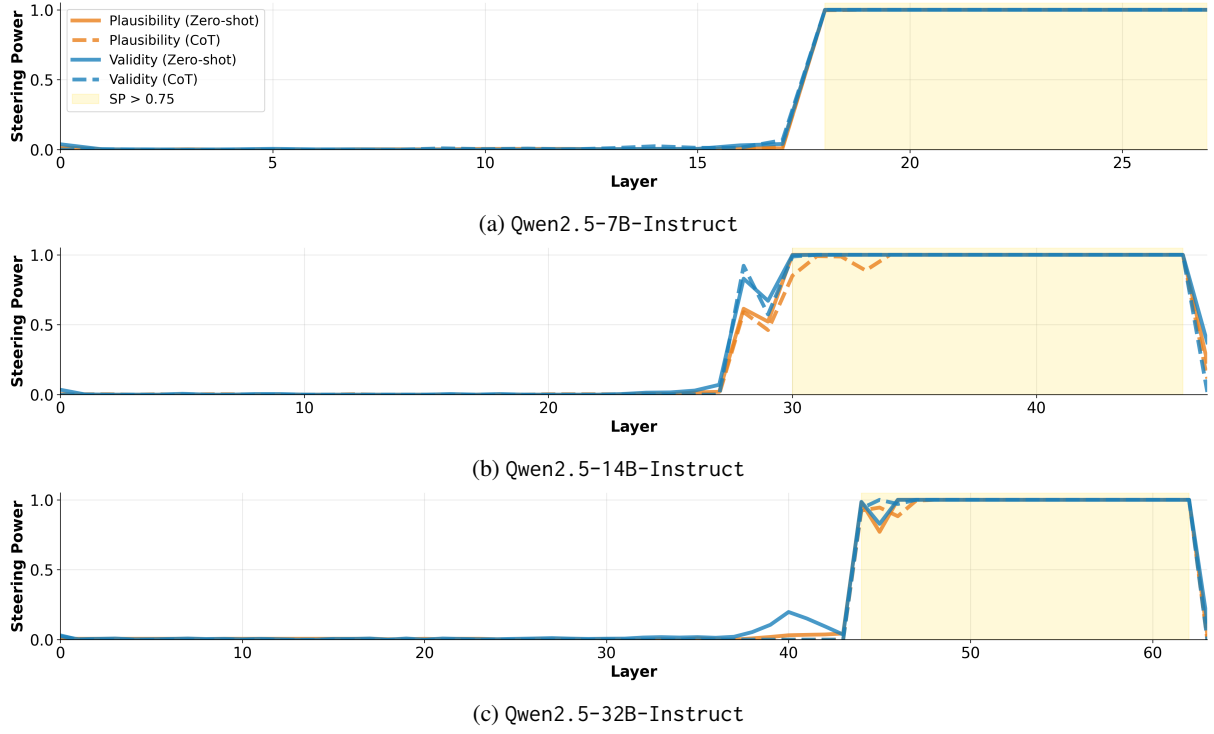 Steering Power
1.0
0.5
0.0
Plausibility (Zero-shot)
Plausibility (CoT)
Validity (Zero-shot)
Validity (CoT)
SP > 0.75
0 5 10 15 20 25
Layer
(a) Qwen2.5-7B-Instruct
Steering Power
1.0
0.5
0.0
0 10 20 30 40
Layer
(b) Qwen2.5-14B-Instruct
Steering Power
1.0
0.5
0.0
0 10 20 30 40 50 60
Layer
(c) Qwen2.5-32B-Instruct